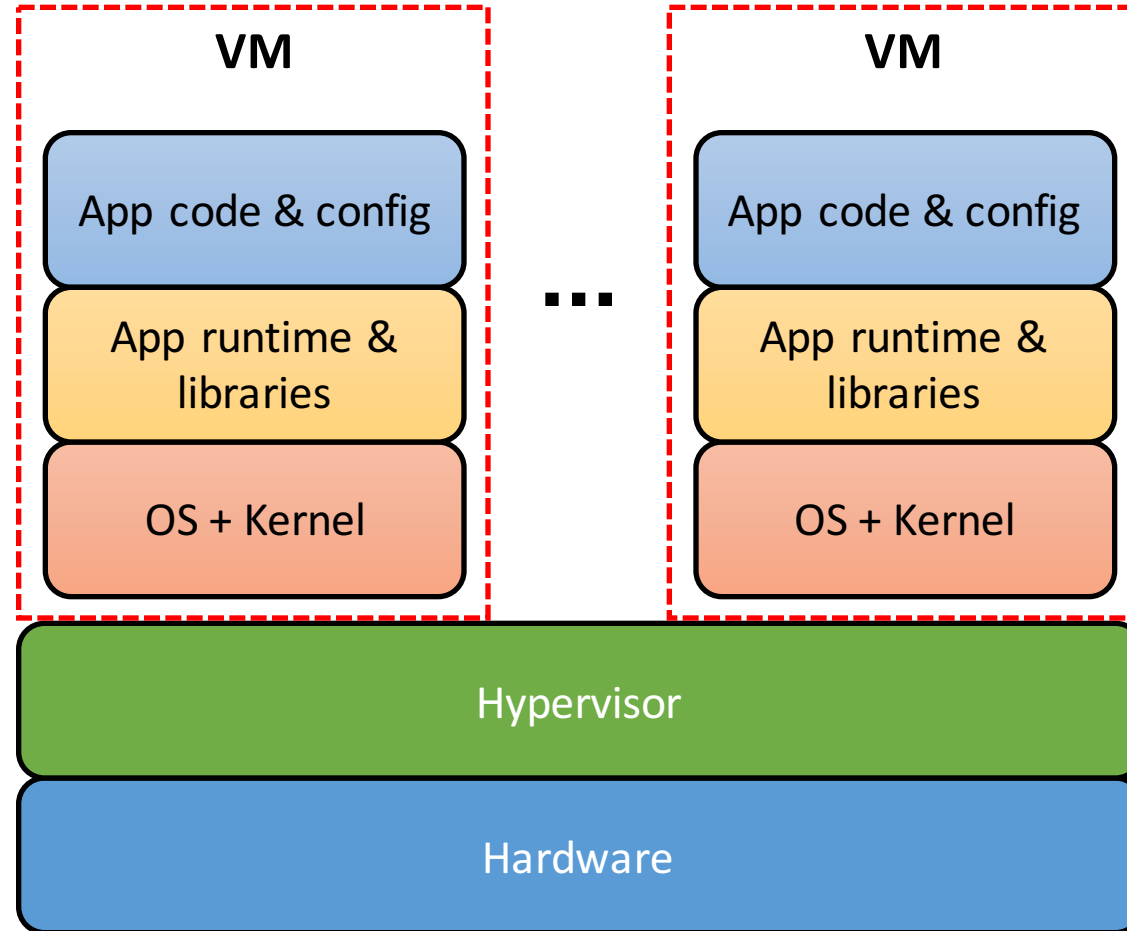 VM
App code & config
App runtime &
libraries
OS + Kernel
...
VM
App code & config
App runtime &
libraries
OS + Kernel
Hypervisor
Hardware